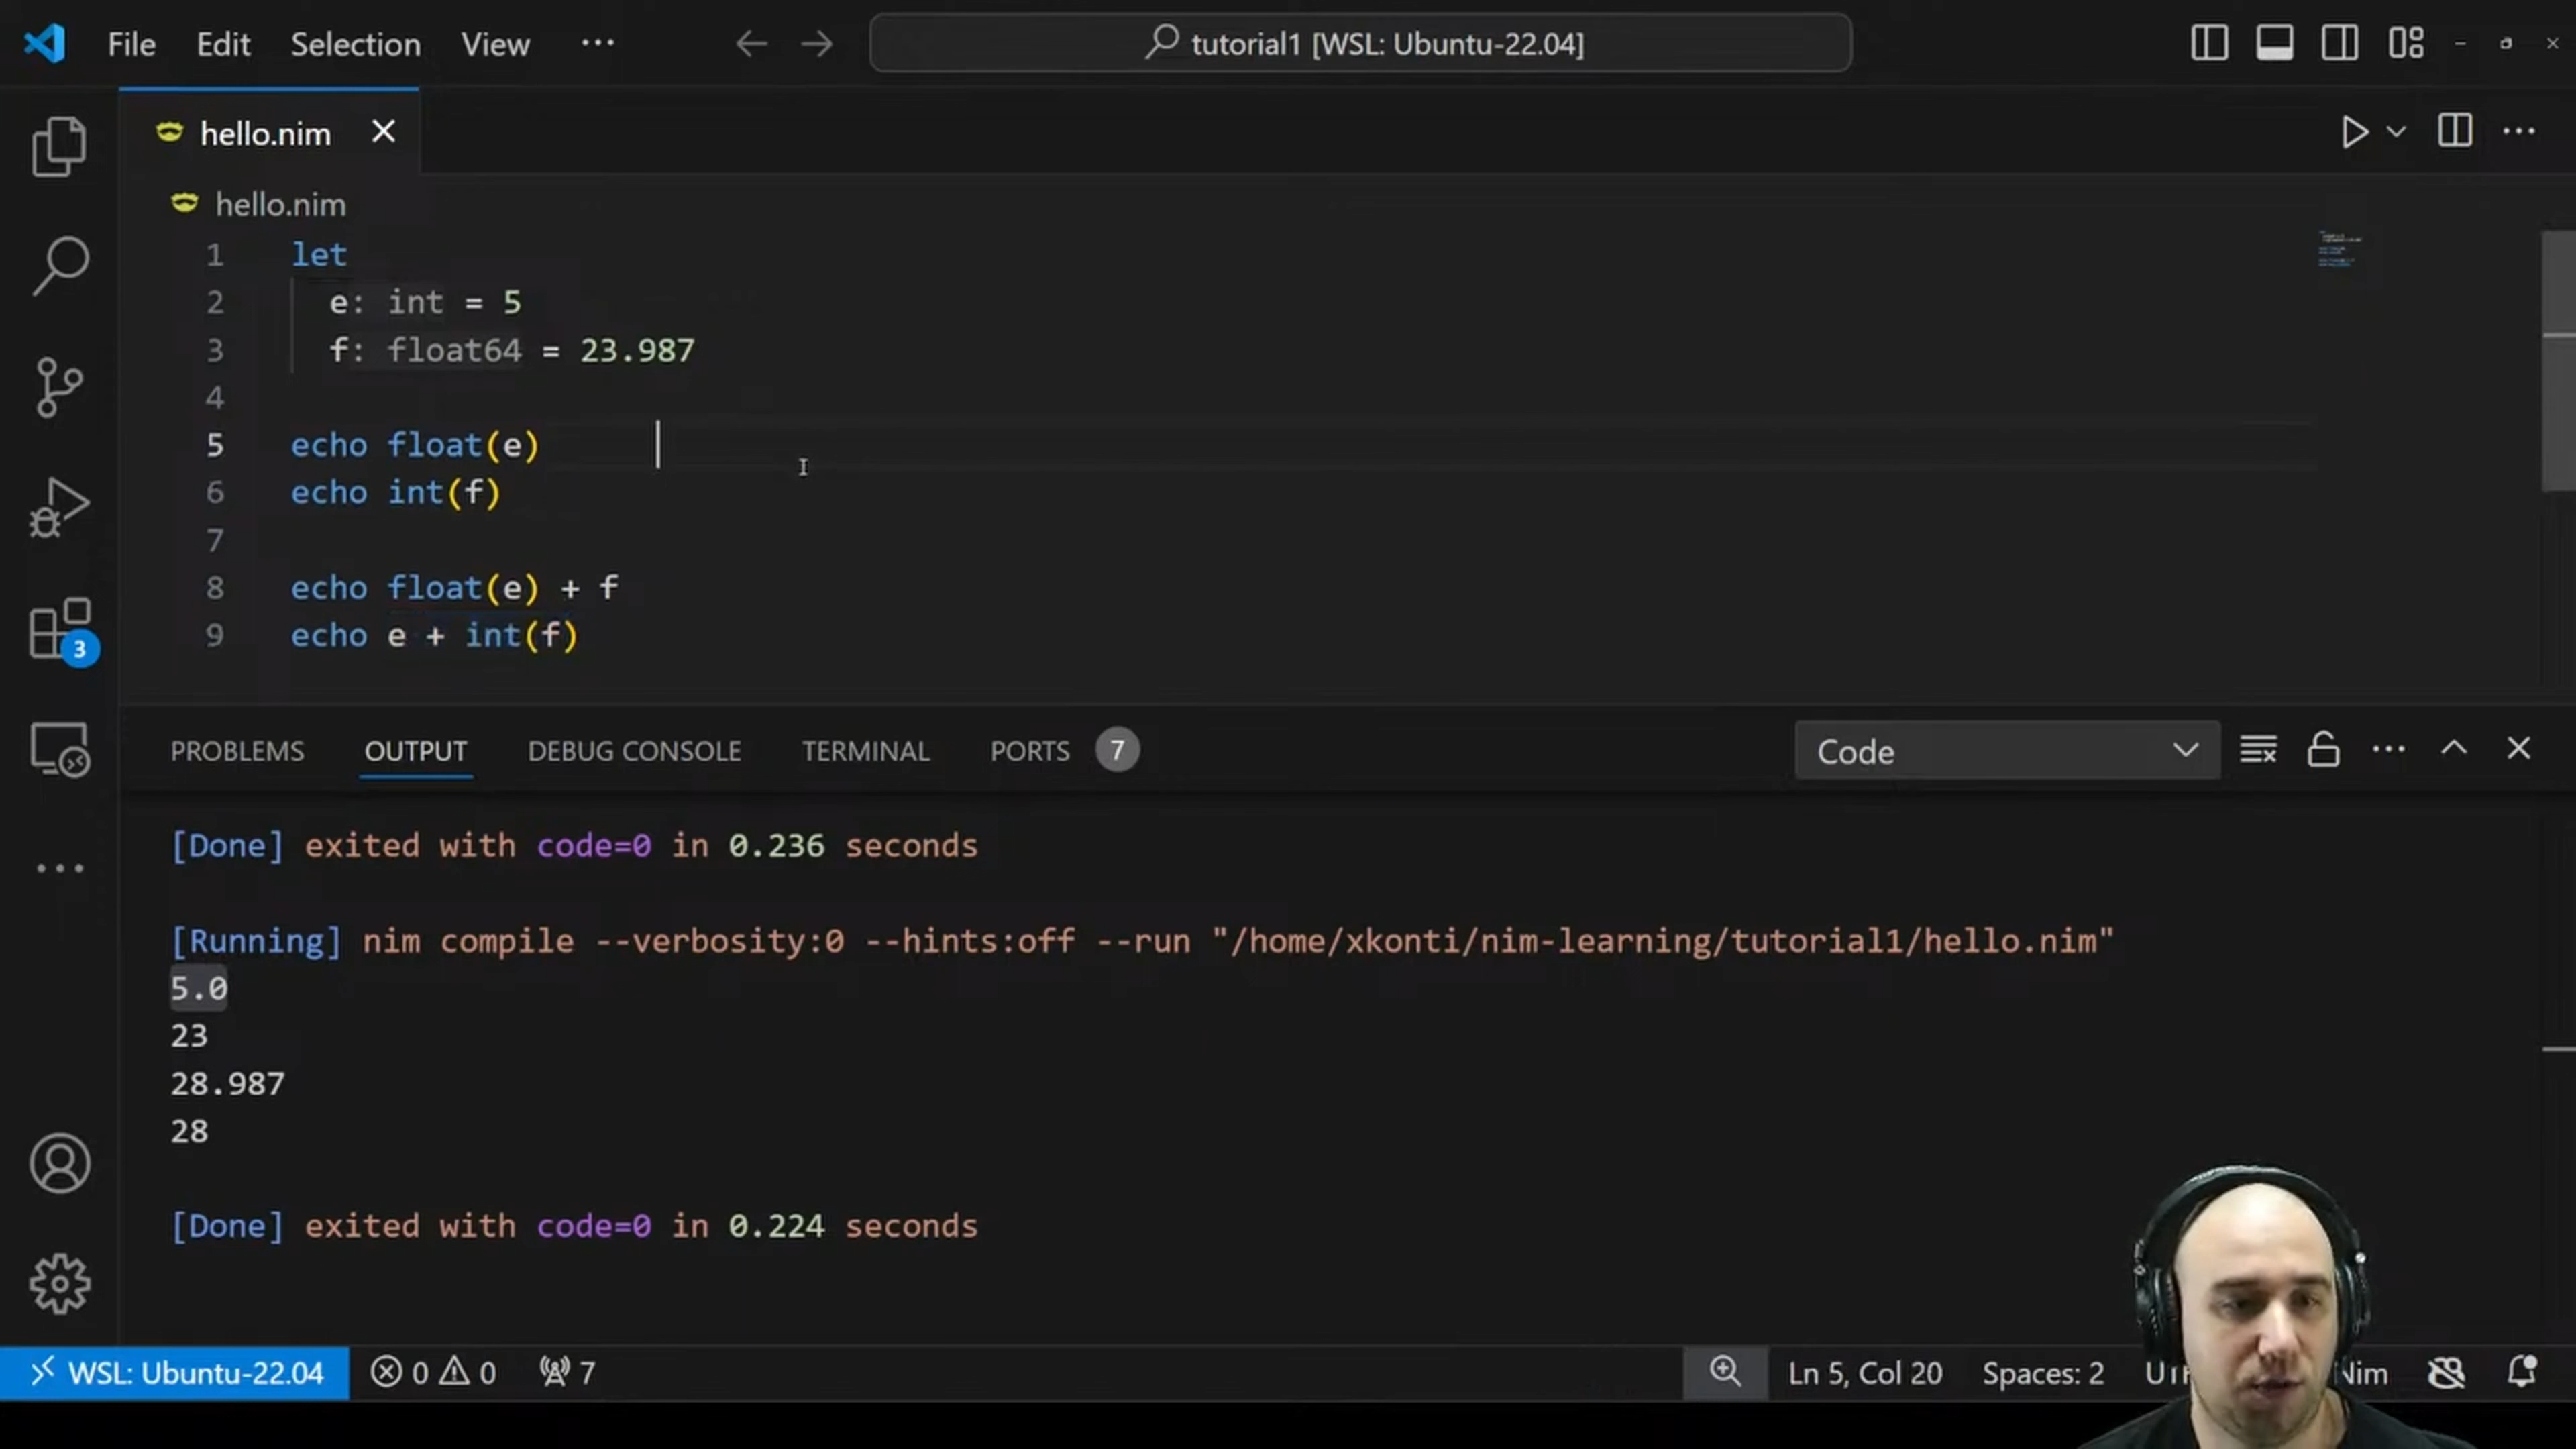 File Edit Selection View ... tutorial1 [WSL: Ubuntu-22.04]
hello.nim
hello.nim
1 let
2 e: int = 5
3 f: float64 = 23.987
4
5 echo float(e)
6 echo int(f)
7
8 echo float(e) + f
9 echo e + int(f)
3
PROBLEMS OUTPUT DEBUG CONSOLE TERMINAL PORTS 7 Code
[Done] exited with code=0 in 0.236 seconds
[Running] nim compile --verbosity:0 --hints:off --run "/home/xkonti/nim-learning/tutorial1/hello.nim"
5.0
23
28.987
28
[Done] exited with code=0 in 0.224 seconds
WSL: Ubuntu-22.04 0 0 7 Ln 5, Col 20 Spaces: 2 Nim